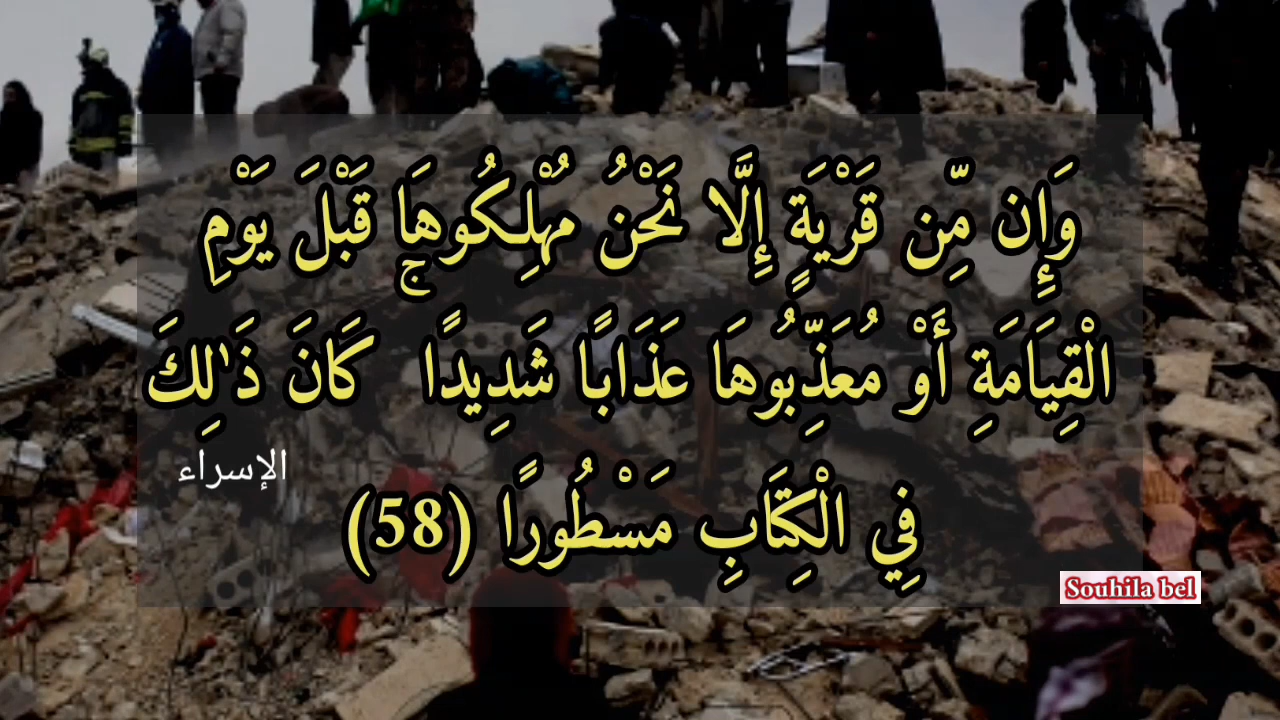 وَإِن مِّن قَرْيَةٍ إِلَّا نَحْنُ مُهْلِكُوهَا قَبْلَ يَوْمِ
الْقِيَامَةِ أَوْ مُعَذِّبُوهَا عَذَابًا شَدِيدًا ۚ كَانَ ذَٰلِكَ
فِي الْكِتَابِ مَسْطُورًا (58)
الإسراء
Souhila bel